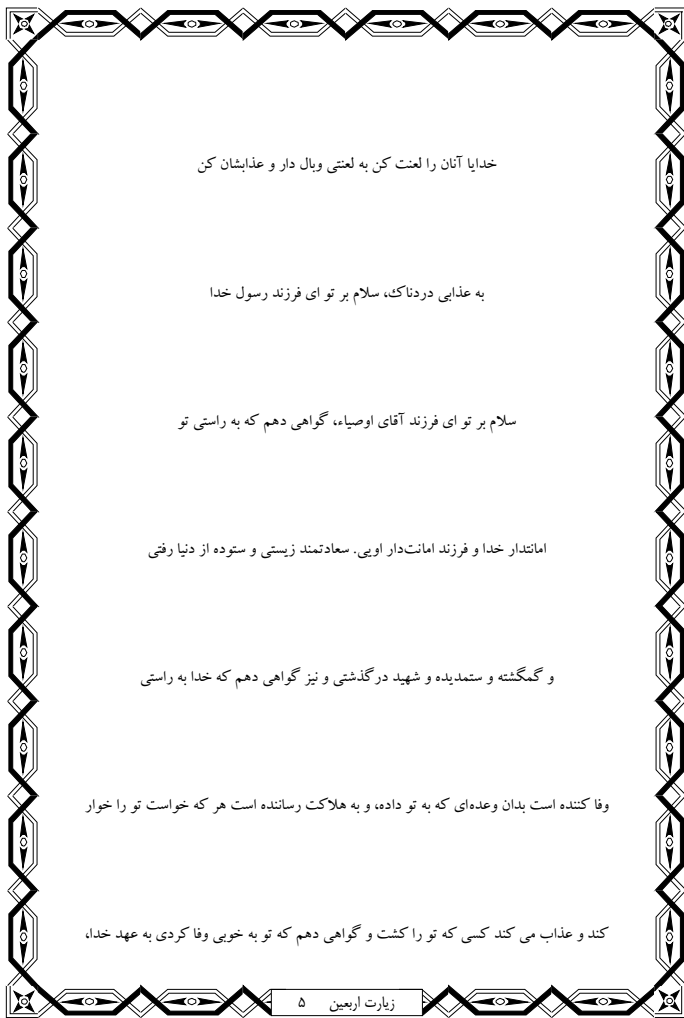 خدایا آنان را لعنت کن به لعنتی وبال دار و عذابشان کن
به عذابی دردناك، سلام بر تو ای فرزند رسول خدا
سلام بر تو ای فرزند آقای اوصیاء، گواهی دهم که به راستی تو
امانتدار خدا و فرزند امانت‌دار اویی. سعادتمند زیستی و ستوده از دنیا رفتی
و گمگشته و ستمدیده و شهید درگذشتی و نیز گواهی دهم که خدا به راستی
وفا کننده است بدان وعده‌ای که به تو داده، و به هلاکت رساننده است هر که خواست تو را خوار
کند و عذاب می کند کسی که تو را کشت و گواهی دهم که تو به خوبی وفا کردی به عهد خدا،
زیارت اربعین ۵